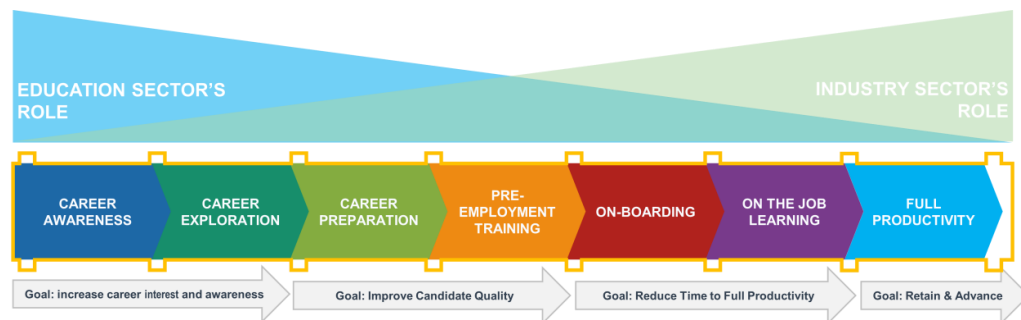 EDUCATION SECTOR'S
ROLE
INDUSTRY SECTOR'S
ROLE
CAREER
AWARENESS
CAREER
EXPLORATION
CAREER
PREPARATION
PRE-
EMPLOYMENT
TRAINING
ON-BOARDING
ON THE JOB
LEARNING
FULL
PRODUCTIVITY
Goal: increase career interest and awareness
Goal: Improve Candidate Quality
Goal: Reduce Time to Full Productivity
Goal: Retain & Advance